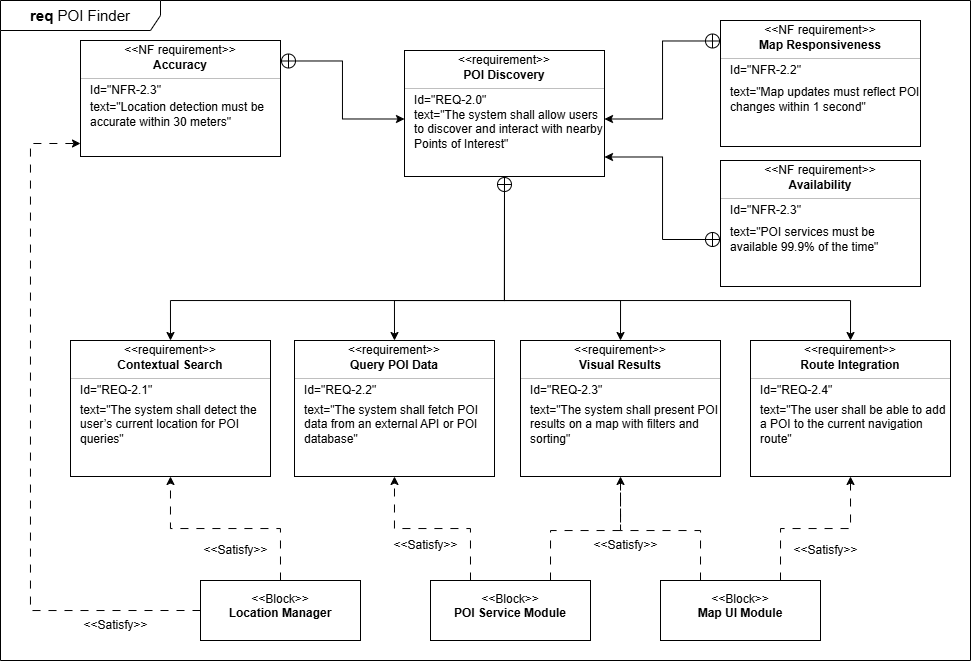 req POI Finder
<<NF requirement>>
Accuracy
Id="NFR-2.3"
text="Location detection must be
accurate within 30 meters"
<<requirement>>
POI Discovery
Id="REQ-2.0"
text="The system shall allow users
to discover and interact with nearby
Points of Interest"
<<NF requirement>>
Map Responsiveness
Id="NFR-2.2"
text="Map updates must reflect POI
changes within 1 second"
<<NF requirement>>
Availability
Id="NFR-2.3"
text="POI services must be
available 99.9% of the time"
<<requirement>>
Contextual Search
Id="REQ-2.1"
text="The system shall detect the
user's current location for POI
queries"
<<requirement>>
Query POI Data
Id="REQ-2.2"
text="The system shall fetch POI
data from an external API or POI
database"
<<requirement>>
Visual Results
Id="REQ-2.3"
text="The system shall present POI
results on a map with filters and
sorting"
<<requirement>>
Route Integration
Id="REQ-2.4"
text="The user shall be able to add
a POI to the current navigation
route"
<<Satisfy>>
<<Satisfy>>
<<Satisfy>>
<<Satisfy>>
<<Block>>
Location Manager
<<Block>>
POI Service Module
<<Block>>
Map UI Module
<<Satisfy>>